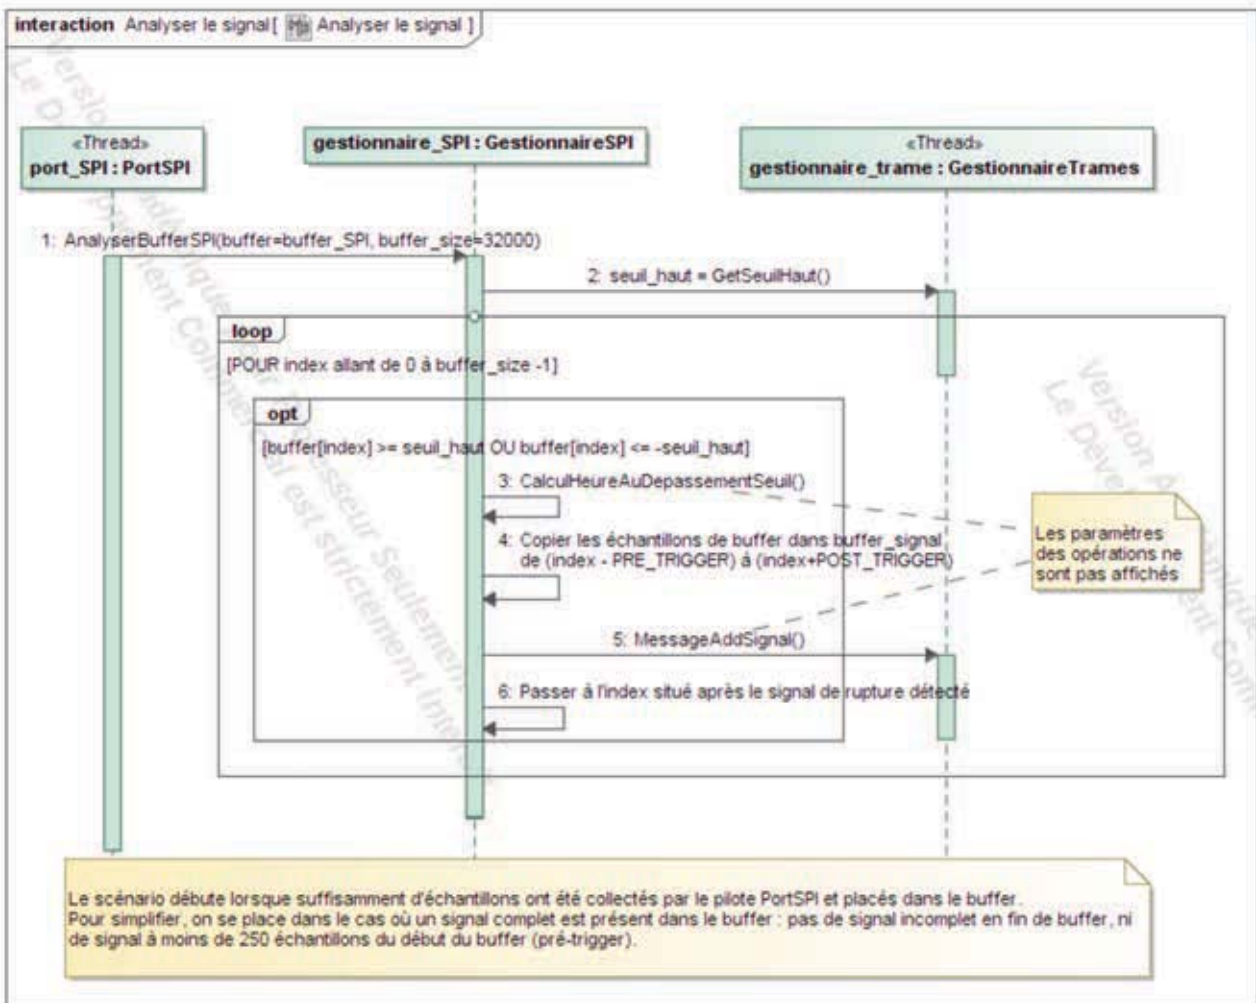 interaction Analyser le signal[ Analyser le signal ]
«Thread»
port_SPI : PortSPI
gestionnaire_SPI : GestionnaireSPI
«Thread»
gestionnaire_trame : GestionnaireTrames
1: AnalyserBufferSPI(buffer=buffer_SPI, buffer_size=32000)
2: seuil_haut = GetSeuilHaut()
loop
[POUR index allant de 0 à buffer_size -1]
opt
[buffer[index] >= seuil_haut OU buffer[index] <= -seuil_haut]
3: CalculHeureAuDepassementSeuil()
4: Copier les échantillons de buffer dans buffer_signal
de (index - PRE_TRIGGER) à (index+POST_TRIGGER)
Les paramètres
des opérations ne
sont pas affichés
5: MessageAddSignal()
6: Passer à l'index situé après le signal de rupture détecté
Le scénario débute lorsque suffisamment d'échantillons ont été collectés par le pilote PortSPI et placés dans le buffer.
Pour simplifier, on se place dans le cas où un signal complet est présent dans le buffer : pas de signal incomplet en fin de buffer, ni
de signal à moins de 250 échantillons du début du buffer (pré-trigger).